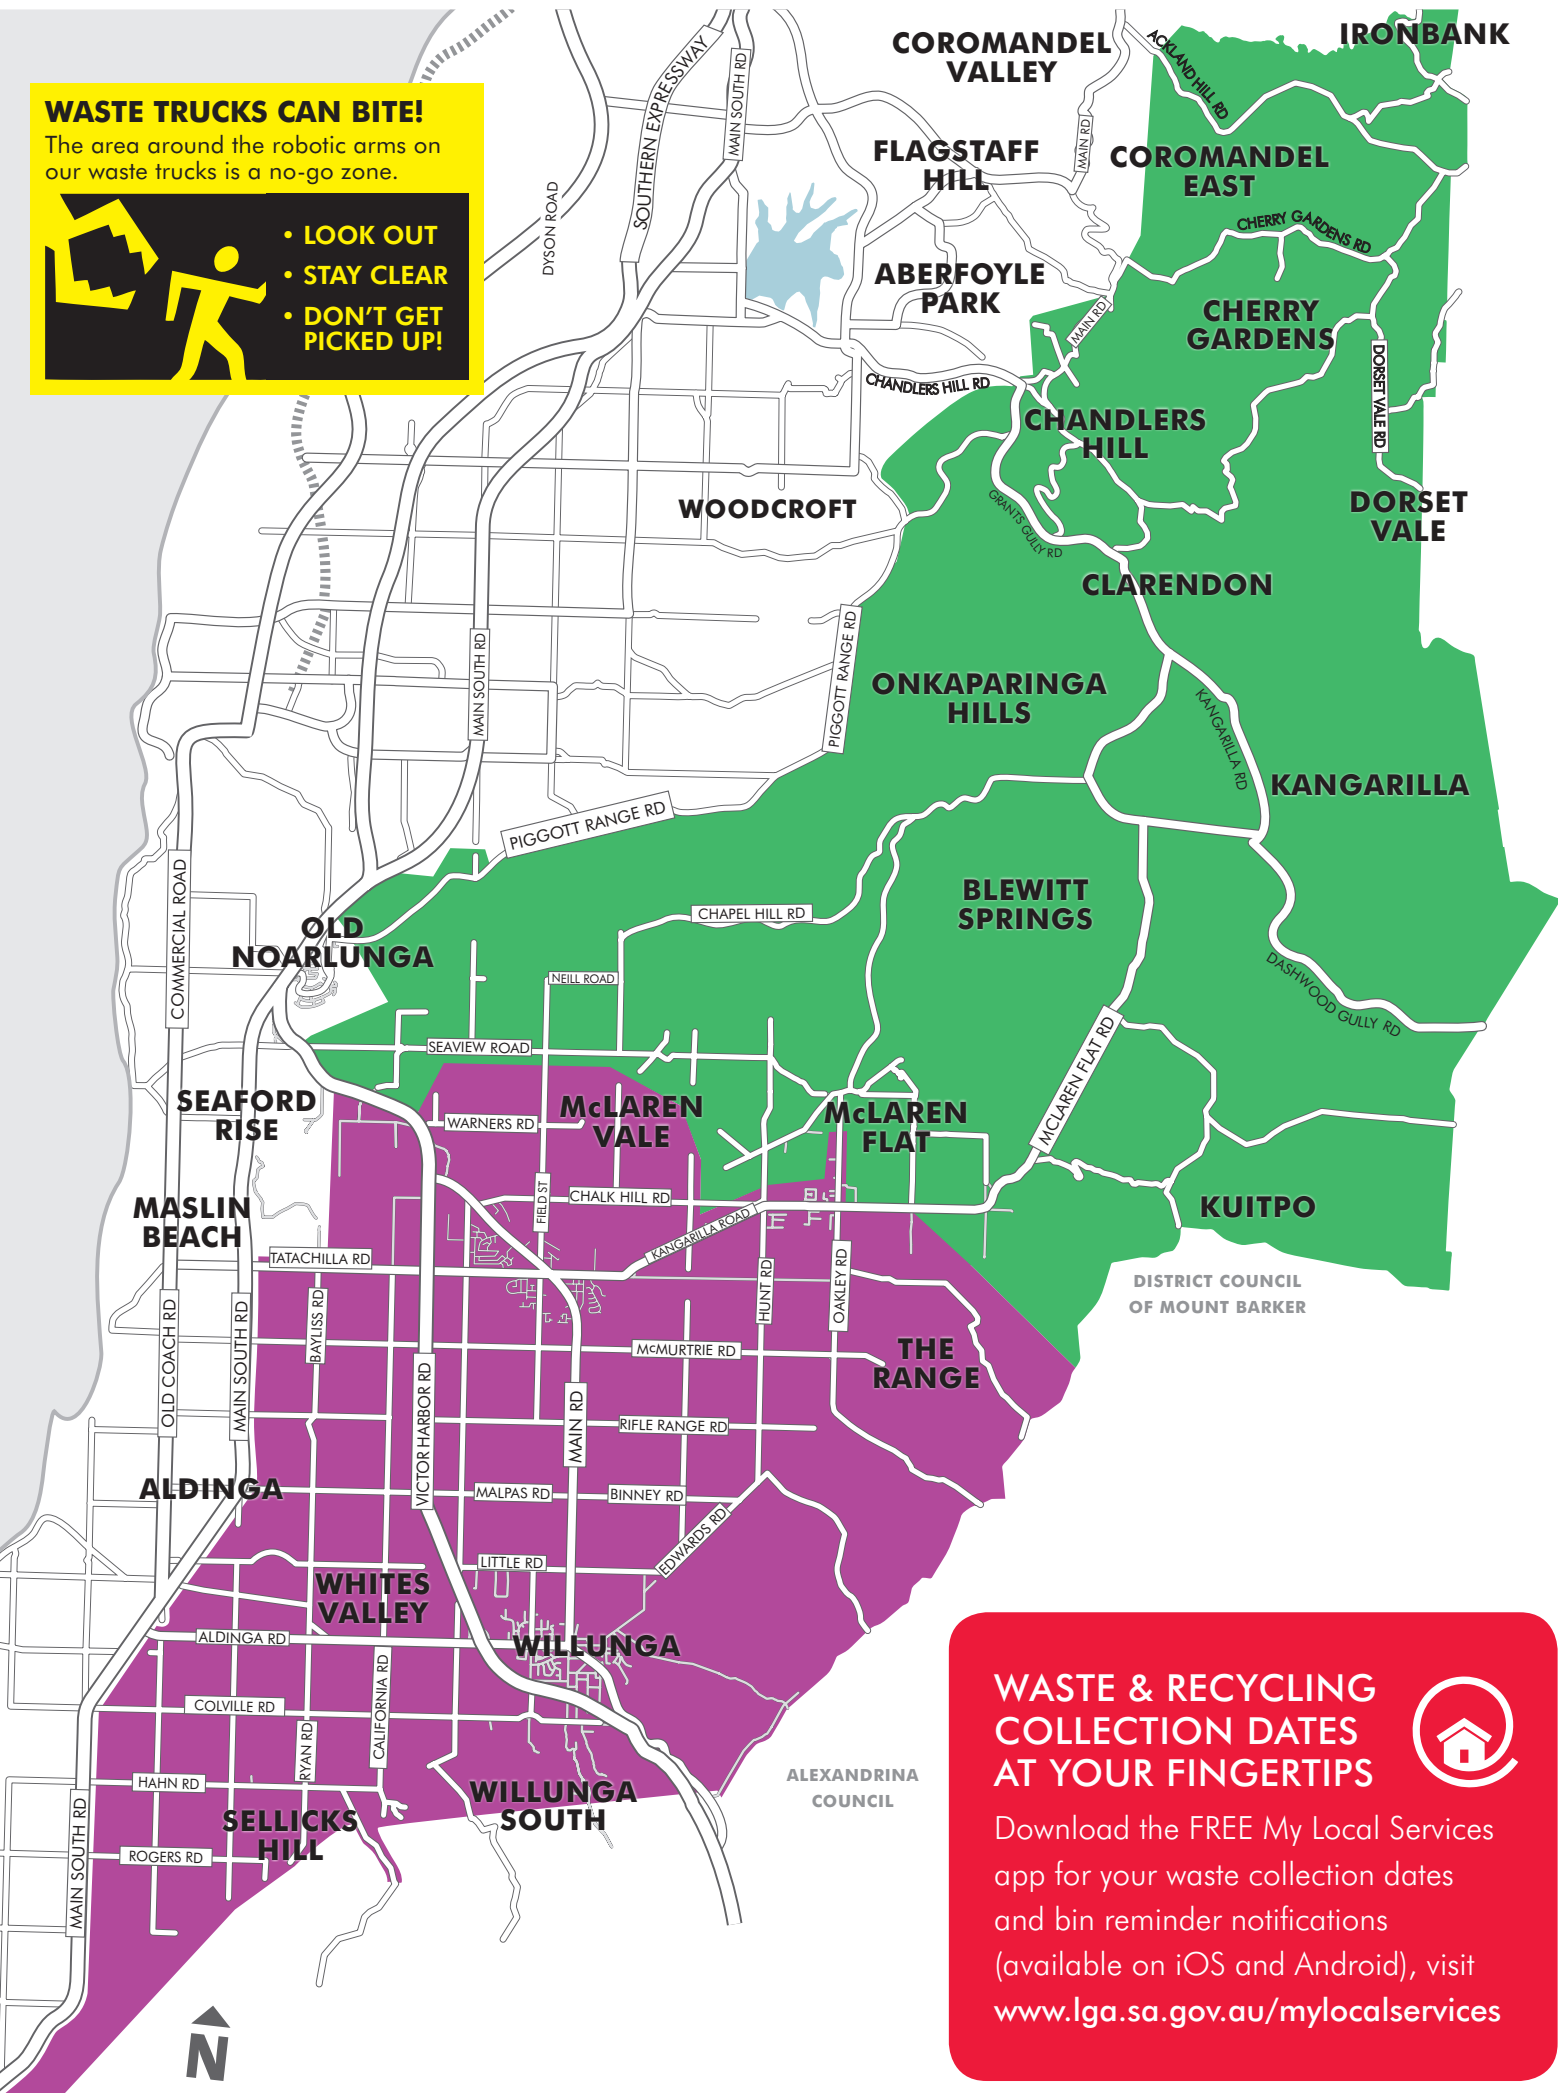 WASTE TRUCKS CAN BITE!
The area around the robotic arms on
our waste trucks is a no-go zone.
• LOOK OUT
• STAY CLEAR
• DON'T GET
PICKED UP!
COROMANDEL
VALLEY
IRONBANK
ACKLAND HILL RD
SOUTHERN EXPRESSWAY
MAIN SOUTH RD
MAIN RD
FLAGSTAFF
HILL
COROMANDEL
EAST
DYSON ROAD
CHERRY GARDENS RD
ABERFOYLE
PARK
MAIN RD
CHERRY
GARDENS
DORSET VALE RD
CHANDLERS HILL RD
CHANDLERS
HILL
WOODCROFT
GRANTS GULLY RD
DORSET
VALE
CLARENDON
MAIN SOUTH RD
PIGGOTT RANGE RD
ONKAPARINGA
HILLS
KANGARILLA RD
KANGARILLA
PIGGOTT RANGE RD
COMMERCIAL ROAD
BLEWITT
SPRINGS
CHAPEL HILL RD
OLD
NOARLUNGA
NEILL ROAD
DASHWOOD GULLY RD
SEAVIEW ROAD
MCLAREN FLAT RD
SEAFORD
RISE
WARNERS RD
McLAREN
VALE
McLAREN
FLAT
FIELD ST
CHALK HILL RD
MASLIN
BEACH
KANGARILLA ROAD
KUITPO
TATACHILLA RD
HUNT RD
OAKLEY RD
DISTRICT COUNCIL
OF MOUNT BARKER
OLD COACH RD
MAIN SOUTH RD
BAYLISS RD
VICTOR HARBOR RD
McMURTRIE RD
THE
RANGE
MAIN RD
RIFLE RANGE RD
ALDINGA
MALPAS RD
BINNEY RD
EDWARDS RD
LITTLE RD
WHITES
VALLEY
ALDINGA RD
WILLUNGA
CALIFORNIA RD
COLVILLE RD
RYAN RD
HAHN RD
WILLUNGA
SOUTH
ALEXANDRINA
COUNCIL
SELLICKS
HILL
MAIN SOUTH RD
ROGERS RD
N
WASTE & RECYCLING
COLLECTION DATES
AT YOUR FINGERTIPS
Download the FREE My Local Services
app for your waste collection dates
and bin reminder notifications
(available on iOS and Android), visit
www.lga.sa.gov.au/mylocalservices